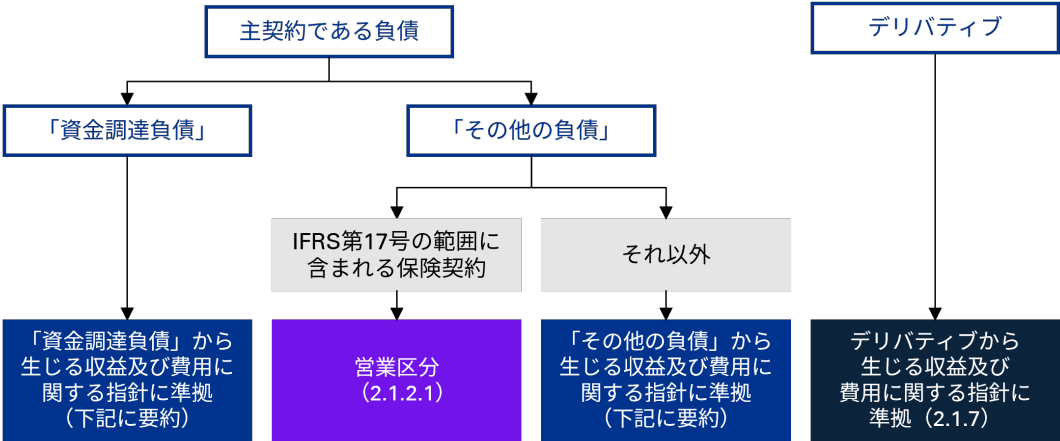 主契約である負債
デリバティブ
「資金調達負債」
「その他の負債」
IFRS第17号の範囲に
含まれる保険契約
それ以外
「資金調達負債」から
生じる収益及び費用に
関する指針に準拠
（下記に要約）
営業区分
（2.1.2.1）
「その他の負債」から
生じる収益及び費用に
関する指針に準拠
（下記に要約）
デリバティブから
生じる収益及び
費用に関する指針に
準拠（2.1.7）